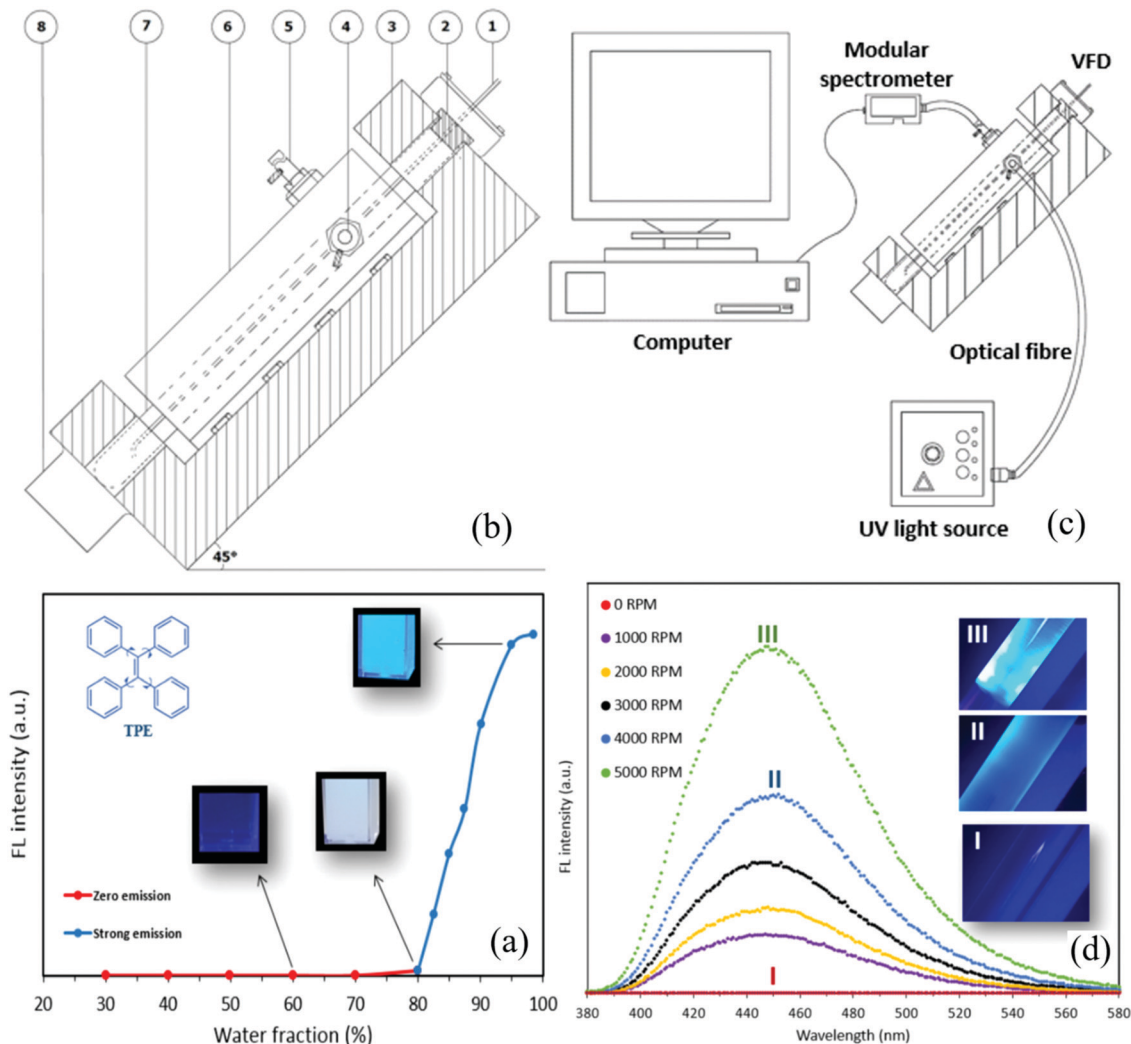 8 7 6 5 4 3 2 1
45°
(b)
Modular
spectrometer
VFD
Computer
Optical fibre
UV light source
(c)
FL intensity (a.u.)
TPE
Zero emission
Strong emission
(a)
20 30 40 50 60 70 80 90 100
Water fraction (%)
FL intensity (a.u.)
0 RPM
1000 RPM
2000 RPM
3000 RPM
4000 RPM
5000 RPM
III
II
I
III
II
I
(d)
380 400 420 440 460 480 500 520 540 560 580
Wavelength (nm)